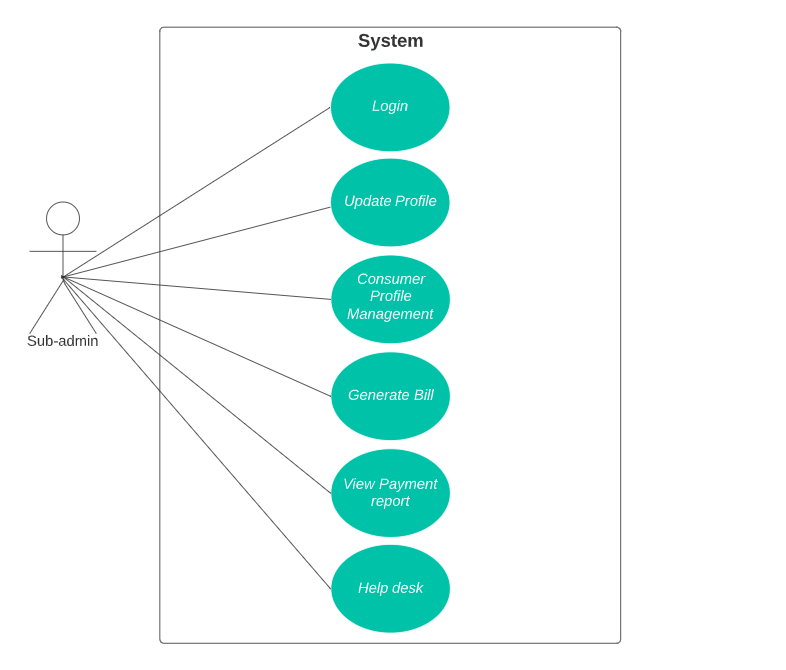 System
Login
Update Profile
Consumer
Profile
Management
Sub-admin
Generate Bill
View Payment
report
Help desk